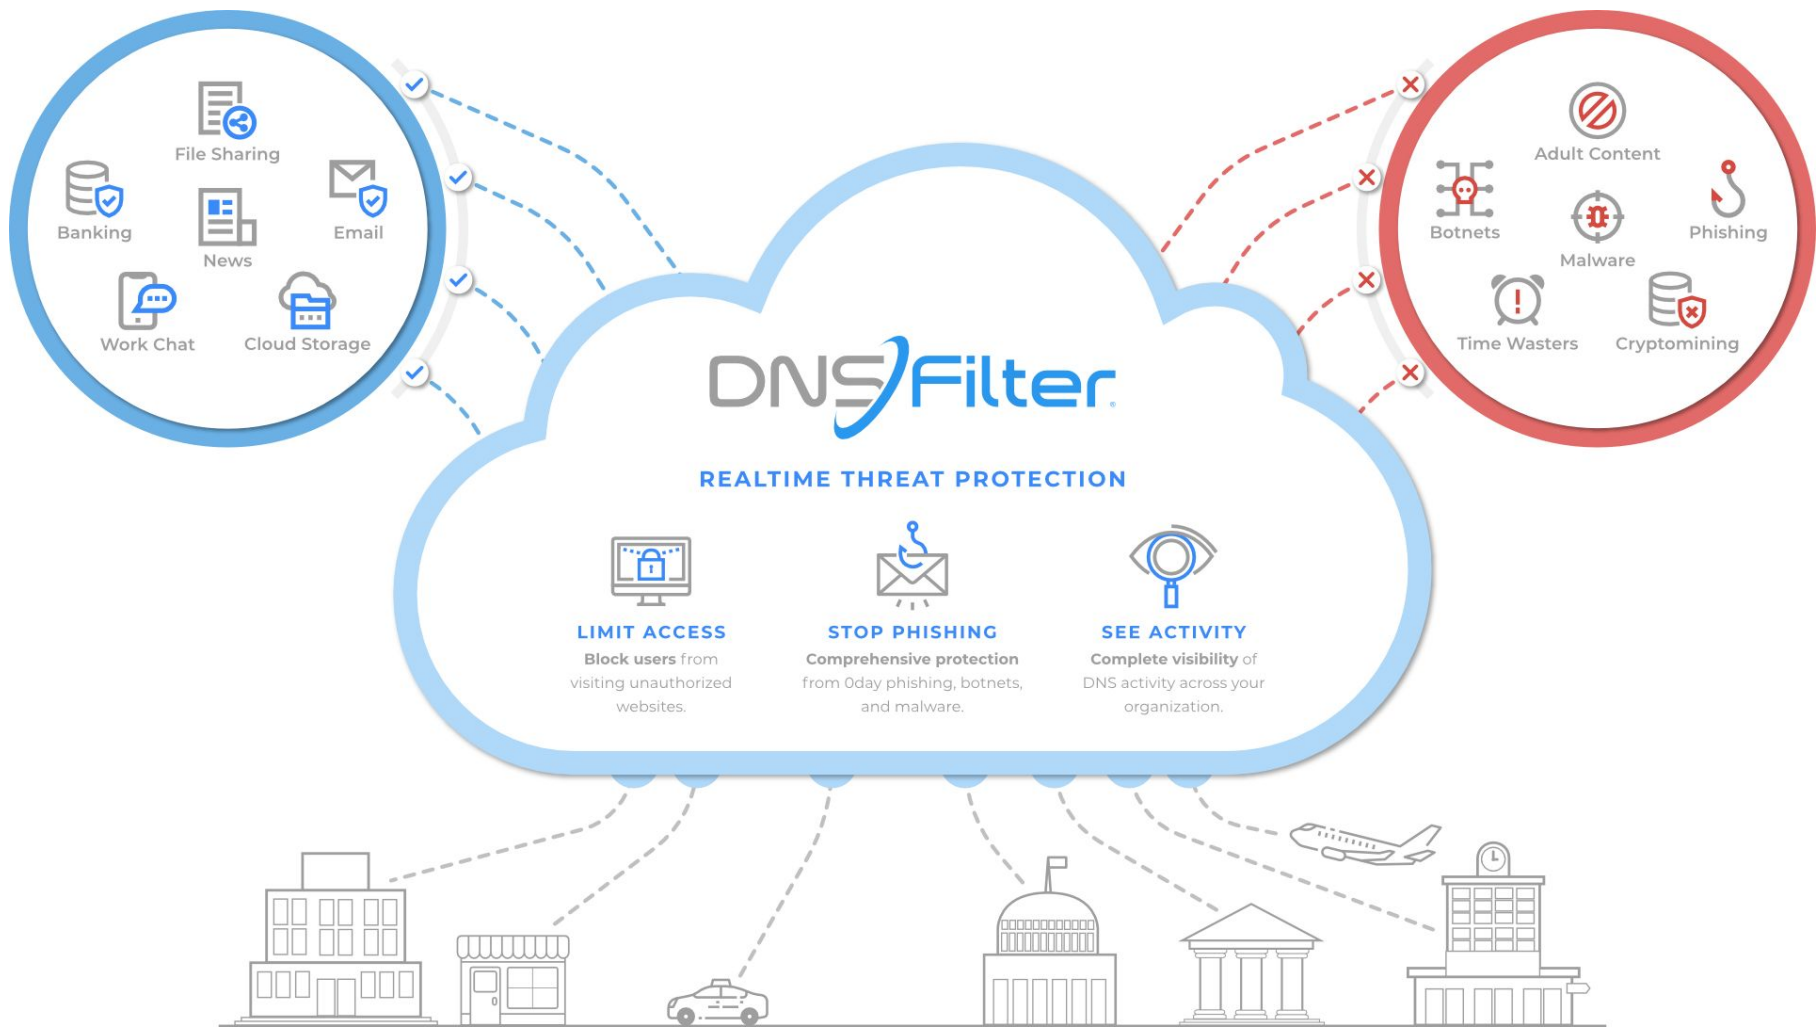 File Sharing
Banking
News
Email
Work Chat
Cloud Storage
Adult Content
Botnets
Malware
Phishing
Time Wasters
Cryptomining
DNSFilter®
REALTIME THREAT PROTECTION
LIMIT ACCESS
Block users from
visiting unauthorized
websites.
STOP PHISHING
Comprehensive protection
from 0day phishing, botnets,
and malware.
SEE ACTIVITY
Complete visibility of
DNS activity across your
organization.